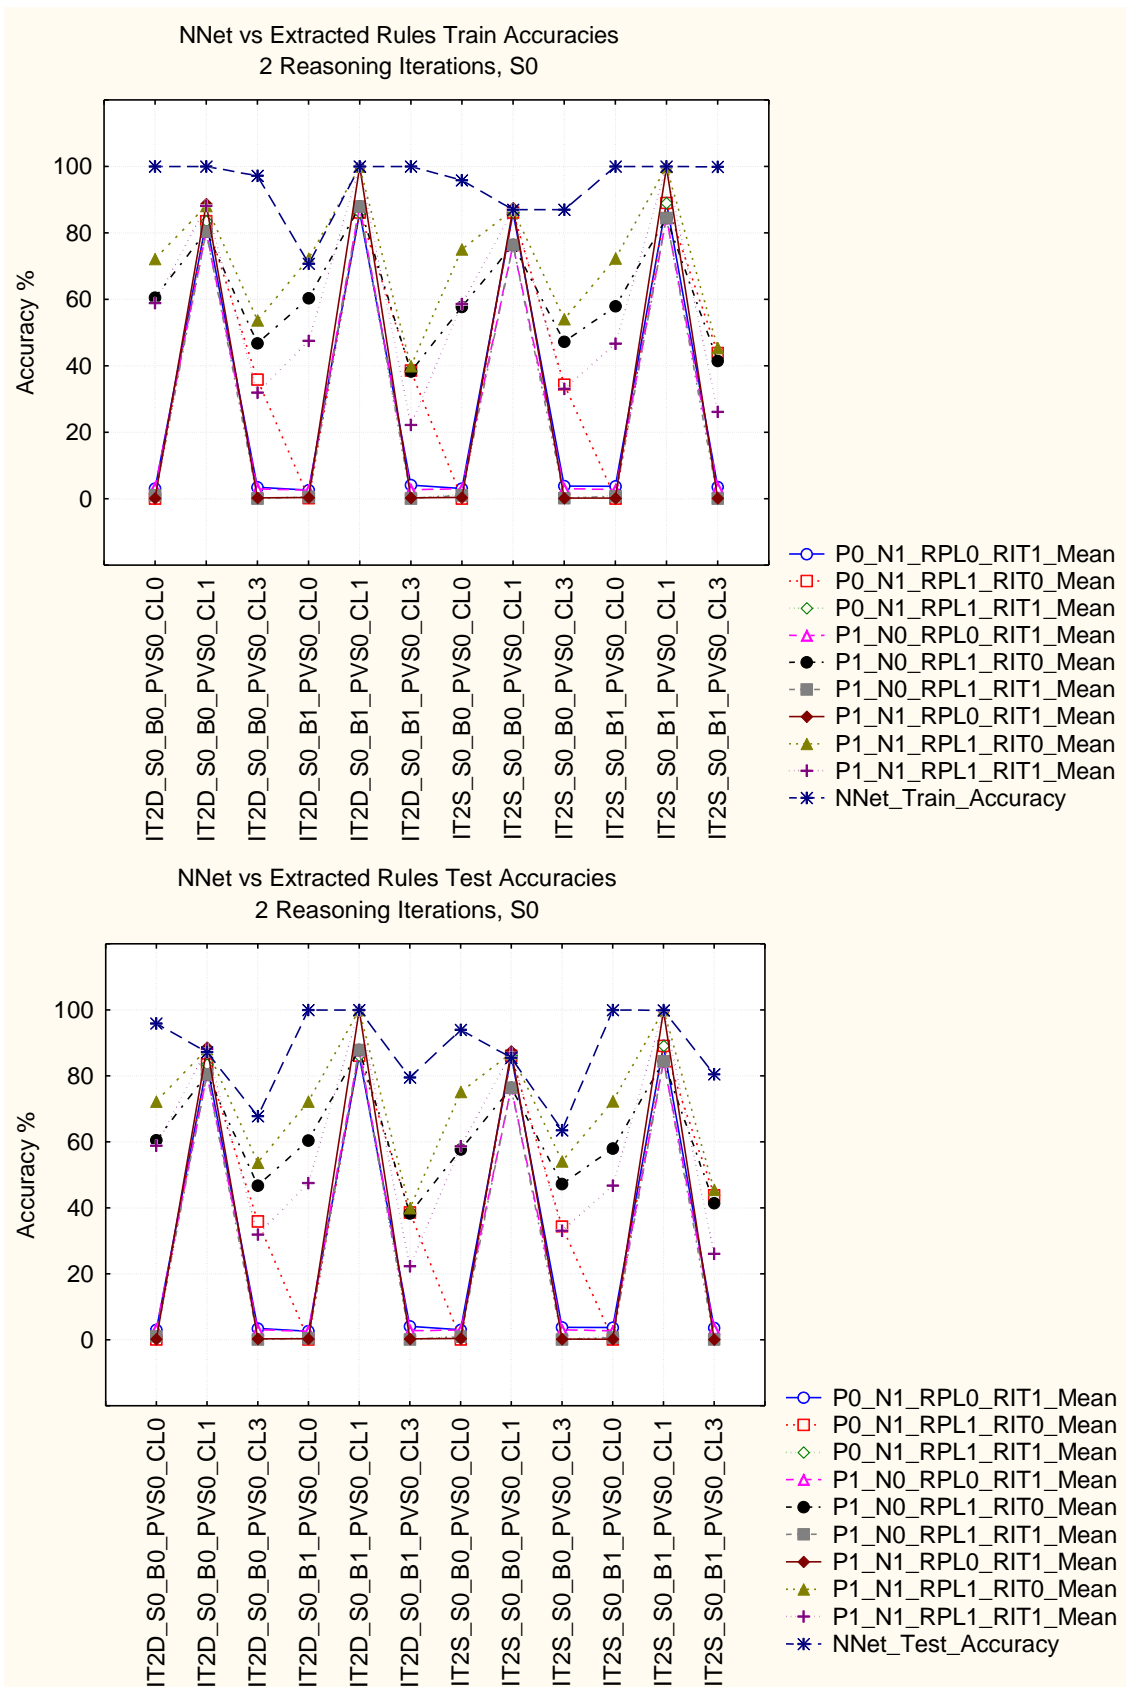 NNet vs Extracted Rules Train Accuracies
2 Reasoning Iterations, S0
Accuracy %
100
80
60
40
20
0
IT2D_S0_B0_PVS0_CL0
IT2D_S0_B0_PVS0_CL1
IT2D_S0_B0_PVS0_CL3
IT2D_S0_B1_PVS0_CL0
IT2D_S0_B1_PVS0_CL1
IT2D_S0_B1_PVS0_CL3
IT2S_S0_B0_PVS0_CL0
IT2S_S0_B0_PVS0_CL1
IT2S_S0_B0_PVS0_CL3
IT2S_S0_B1_PVS0_CL0
IT2S_S0_B1_PVS0_CL1
IT2S_S0_B1_PVS0_CL3
P0_N1_RPL0_RIT1_Mean
P0_N1_RPL1_RIT0_Mean
P0_N1_RPL1_RIT1_Mean
P1_N0_RPL0_RIT1_Mean
P1_N0_RPL1_RIT0_Mean
P1_N0_RPL1_RIT1_Mean
P1_N1_RPL0_RIT1_Mean
P1_N1_RPL1_RIT0_Mean
P1_N1_RPL1_RIT1_Mean
NNet_Train_Accuracy
NNet vs Extracted Rules Test Accuracies
2 Reasoning Iterations, S0
Accuracy %
100
80
60
40
20
0
IT2D_S0_B0_PVS0_CL0
IT2D_S0_B0_PVS0_CL1
IT2D_S0_B0_PVS0_CL3
IT2D_S0_B1_PVS0_CL0
IT2D_S0_B1_PVS0_CL1
IT2D_S0_B1_PVS0_CL3
IT2S_S0_B0_PVS0_CL0
IT2S_S0_B0_PVS0_CL1
IT2S_S0_B0_PVS0_CL3
IT2S_S0_B1_PVS0_CL0
IT2S_S0_B1_PVS0_CL1
IT2S_S0_B1_PVS0_CL3
P0_N1_RPL0_RIT1_Mean
P0_N1_RPL1_RIT0_Mean
P0_N1_RPL1_RIT1_Mean
P1_N0_RPL0_RIT1_Mean
P1_N0_RPL1_RIT0_Mean
P1_N0_RPL1_RIT1_Mean
P1_N1_RPL0_RIT1_Mean
P1_N1_RPL1_RIT0_Mean
P1_N1_RPL1_RIT1_Mean
NNet_Test_Accuracy